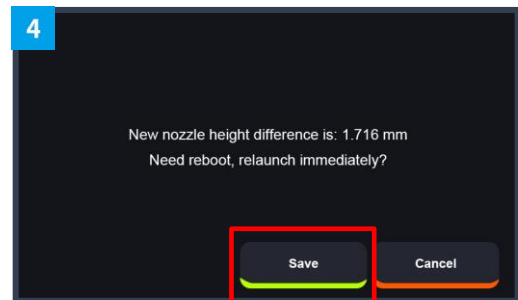 4
New nozzle height difference is: 1.716 mm
Need reboot, relaunch immediately?
Save Cancel